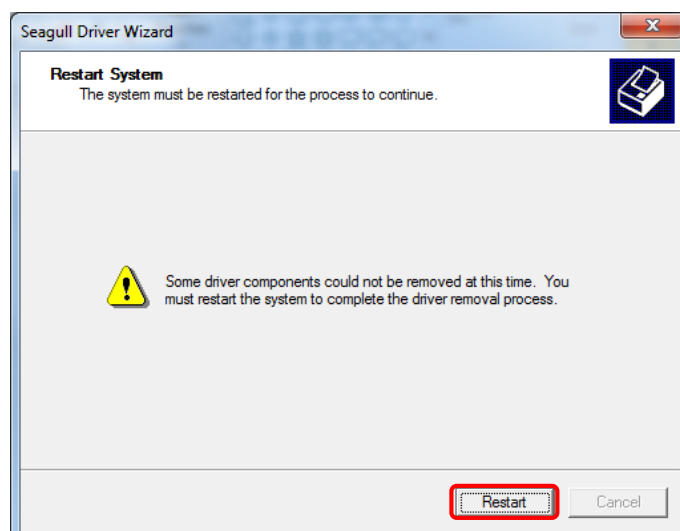 Seagull Driver Wizard
Restart System
The system must be restarted for the process to continue.
Some driver components could not be removed at this time.  You
must restart the system to complete the driver removal process.
Restart
Cancel